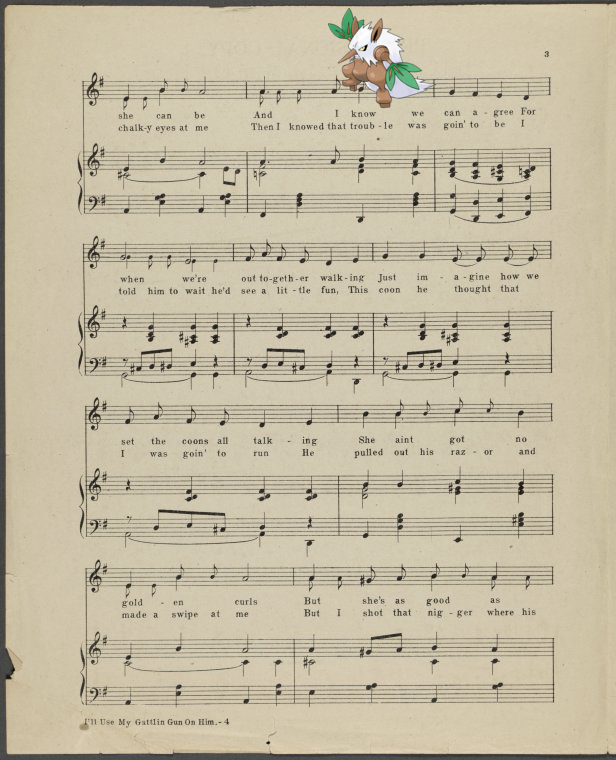 3
she can be And I know we can a - gree For
chalk-y eyes at me Then I knowed that troub - le was goin' to be I
when we're out to-geth-er walk-ing Just im - a-gine how we
told him to wait he'd see a lit-tle fun, This coon he thought that
set the coons all talk - ing She aint got no
I was goin' to run He pulled out his raz-or and
gold - en curls But she's as good as
made a swipe at me But I shot that nig-ger where his
I'll Use My Gattlin Gun On Him. - 4